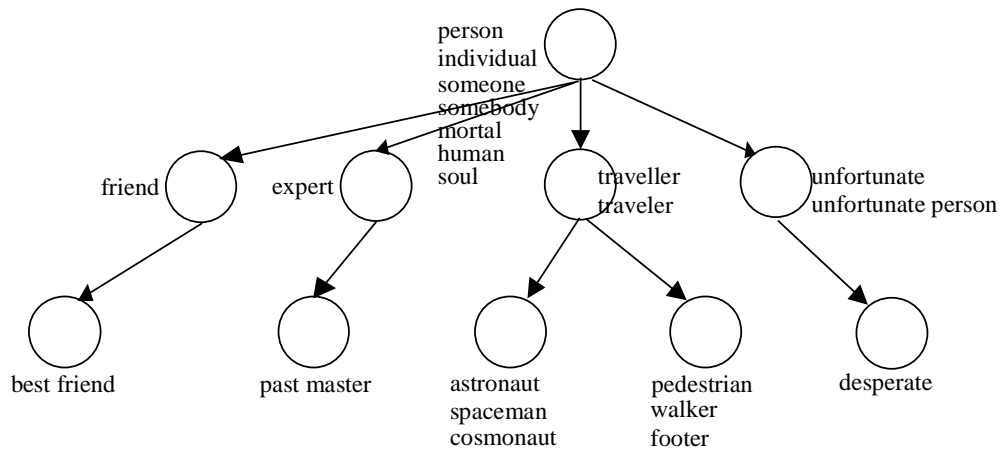 person
individual
someone
somebody
mortal
human
soul
friend
expert
traveller
traveler
unfortunate
unfortunate person
best friend
past master
astronaut
spaceman
cosmonaut
pedestrian
walker
footer
desperate